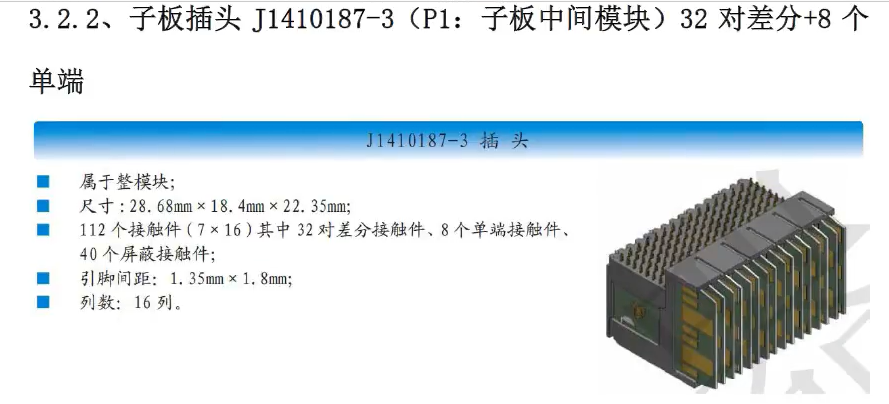 3.2.2、子板插头 J1410187-3（P1：子板中间模块）32 对差分+8 个
单端
J1410187-3 插 头
属于整模块;
尺寸：28.68mm×18.4mm×22.35mm;
112 个接触件(7×16)其中 32 对差分接触件、8 个单端接触件、
40 个屏蔽接触件;
引脚间距：1.35mm×1.8mm;
列数：16 列。